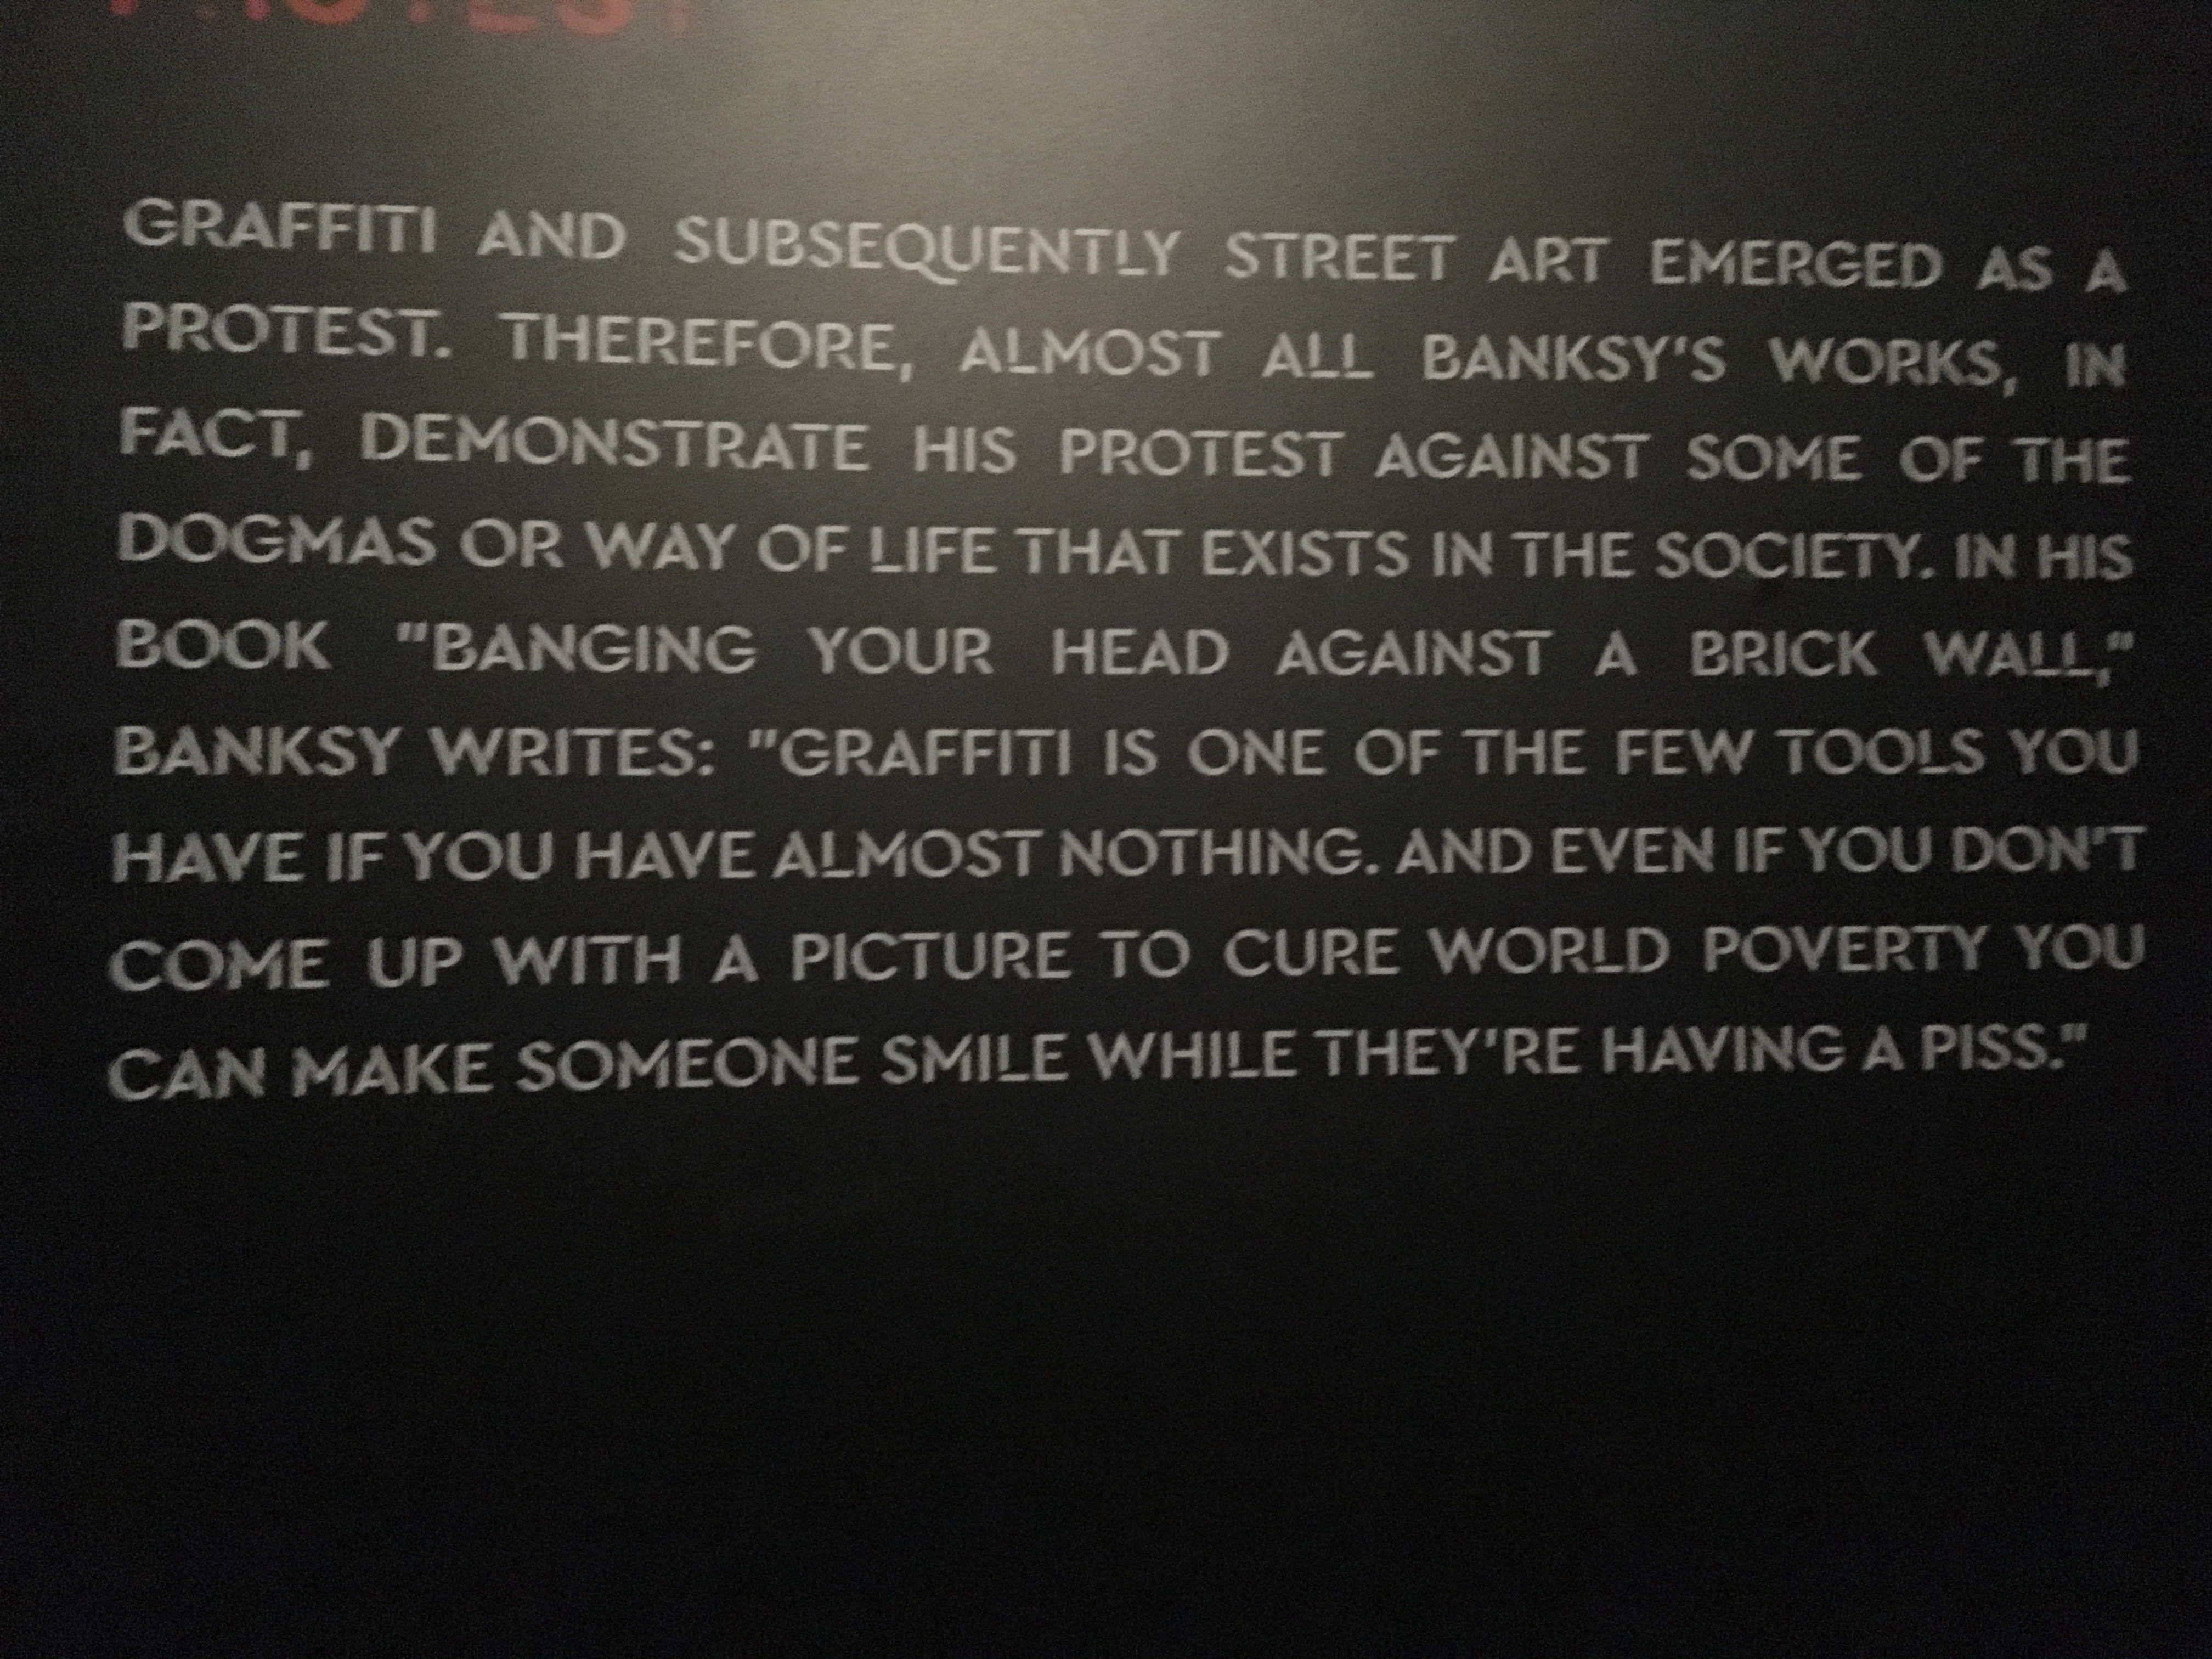 PROTEST
GRAFFITI AND SUBSEQUENTLY STREET ART EMERGED AS A
PROTEST. THEREFORE, ALMOST ALL BANKSY'S WORKS, IN
FACT, DEMONSTRATE HIS PROTEST AGAINST SOME OF THE
DOGMAS OR WAY OF LIFE THAT EXISTS IN THE SOCIETY. IN HIS
BOOK "BANGING YOUR HEAD AGAINST A BRICK WALL,"
BANKSY WRITES: "GRAFFITI IS ONE OF THE FEW TOOLS YOU
HAVE IF YOU HAVE ALMOST NOTHING. AND EVEN IF YOU DON'T
COME UP WITH A PICTURE TO CURE WORLD POVERTY YOU
CAN MAKE SOMEONE SMILE WHILE THEY'RE HAVING A PISS."